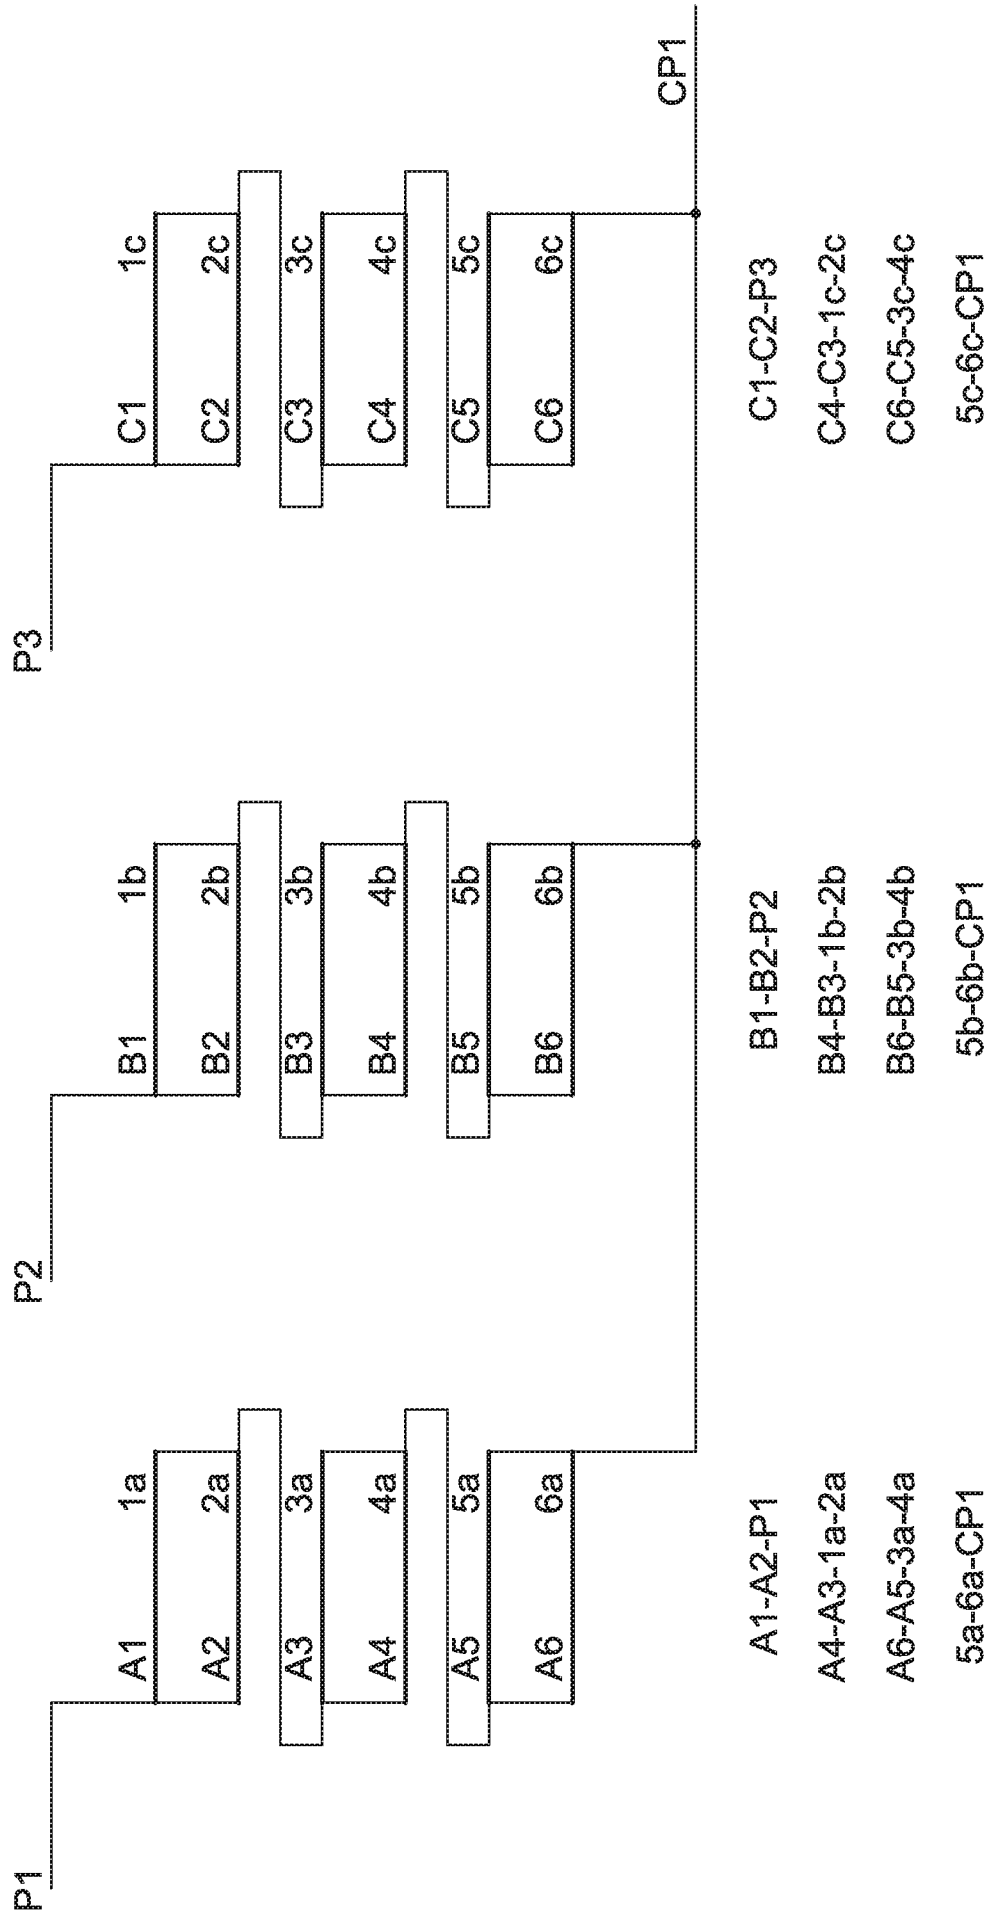 P1
P2
P3
A1 1a
A2 2a
A3 3a
A4 4a
A5 5a
A6 6a
B1 1b
B2 2b
B3 3b
B4 4b
B5 5b
B6 6b
C1 1c
C2 2c
C3 3c
C4 4c
C5 5c
C6 6c
CP1
A1-A2-P1
A4-A3-1a-2a
A6-A5-3a-4a
5a-6a-CP1
B1-B2-P2
B4-B3-1b-2b
B6-B5-3b-4b
5b-6b-CP1
C1-C2-P3
C4-C3-1c-2c
C6-C5-3c-4c
5c-6c-CP1